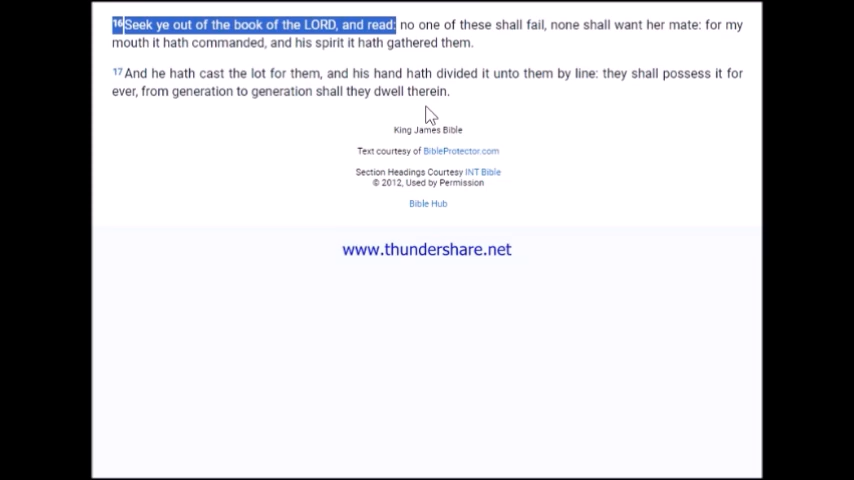 16Seek ye out of the book of the LORD, and read: no one of these shall fail, none shall want her mate: for my
mouth it hath commanded, and his spirit it hath gathered them.
17And he hath cast the lot for them, and his hand hath divided it unto them by line: they shall possess it for
ever, from generation to generation shall they dwell therein.
King James Bible
Text courtesy of BibleProtector.com
Section Headings Courtesy INT Bible
© 2012, Used by Permission
Bible Hub
www.thundershare.net